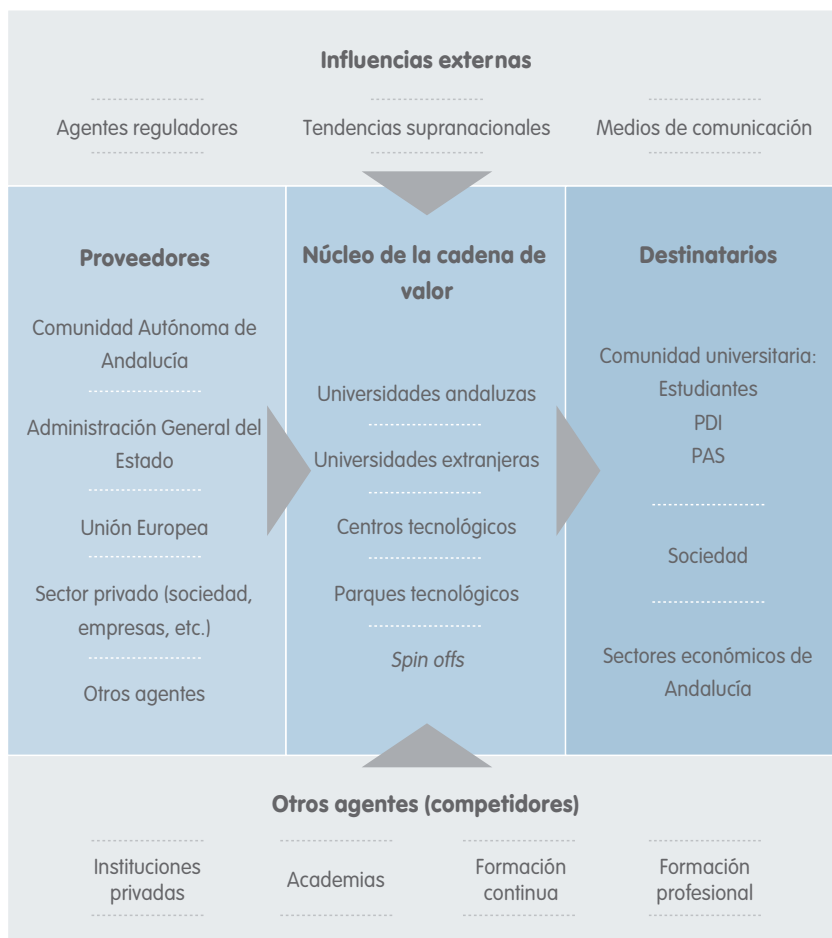 Influencias externas
Agentes reguladores
Tendencias supranacionales
Medios de comunicación
Proveedores
Comunidad Autónoma de
Andalucía
Administración General del
Estado
Unión Europea
Sector privado (sociedad,
empresas, etc.)
Otros agentes
Núcleo de la cadena de
valor
Universidades andaluzas
Universidades extranjeras
Centros tecnológicos
Parques tecnológicos
Spin offs
Destinatarios
Comunidad universitaria:
Estudiantes
PDI
PAS
Sociedad
Sectores económicos de
Andalucía
Otros agentes (competidores)
Instituciones
privadas
Academias
Formación
continua
Formación
profesional